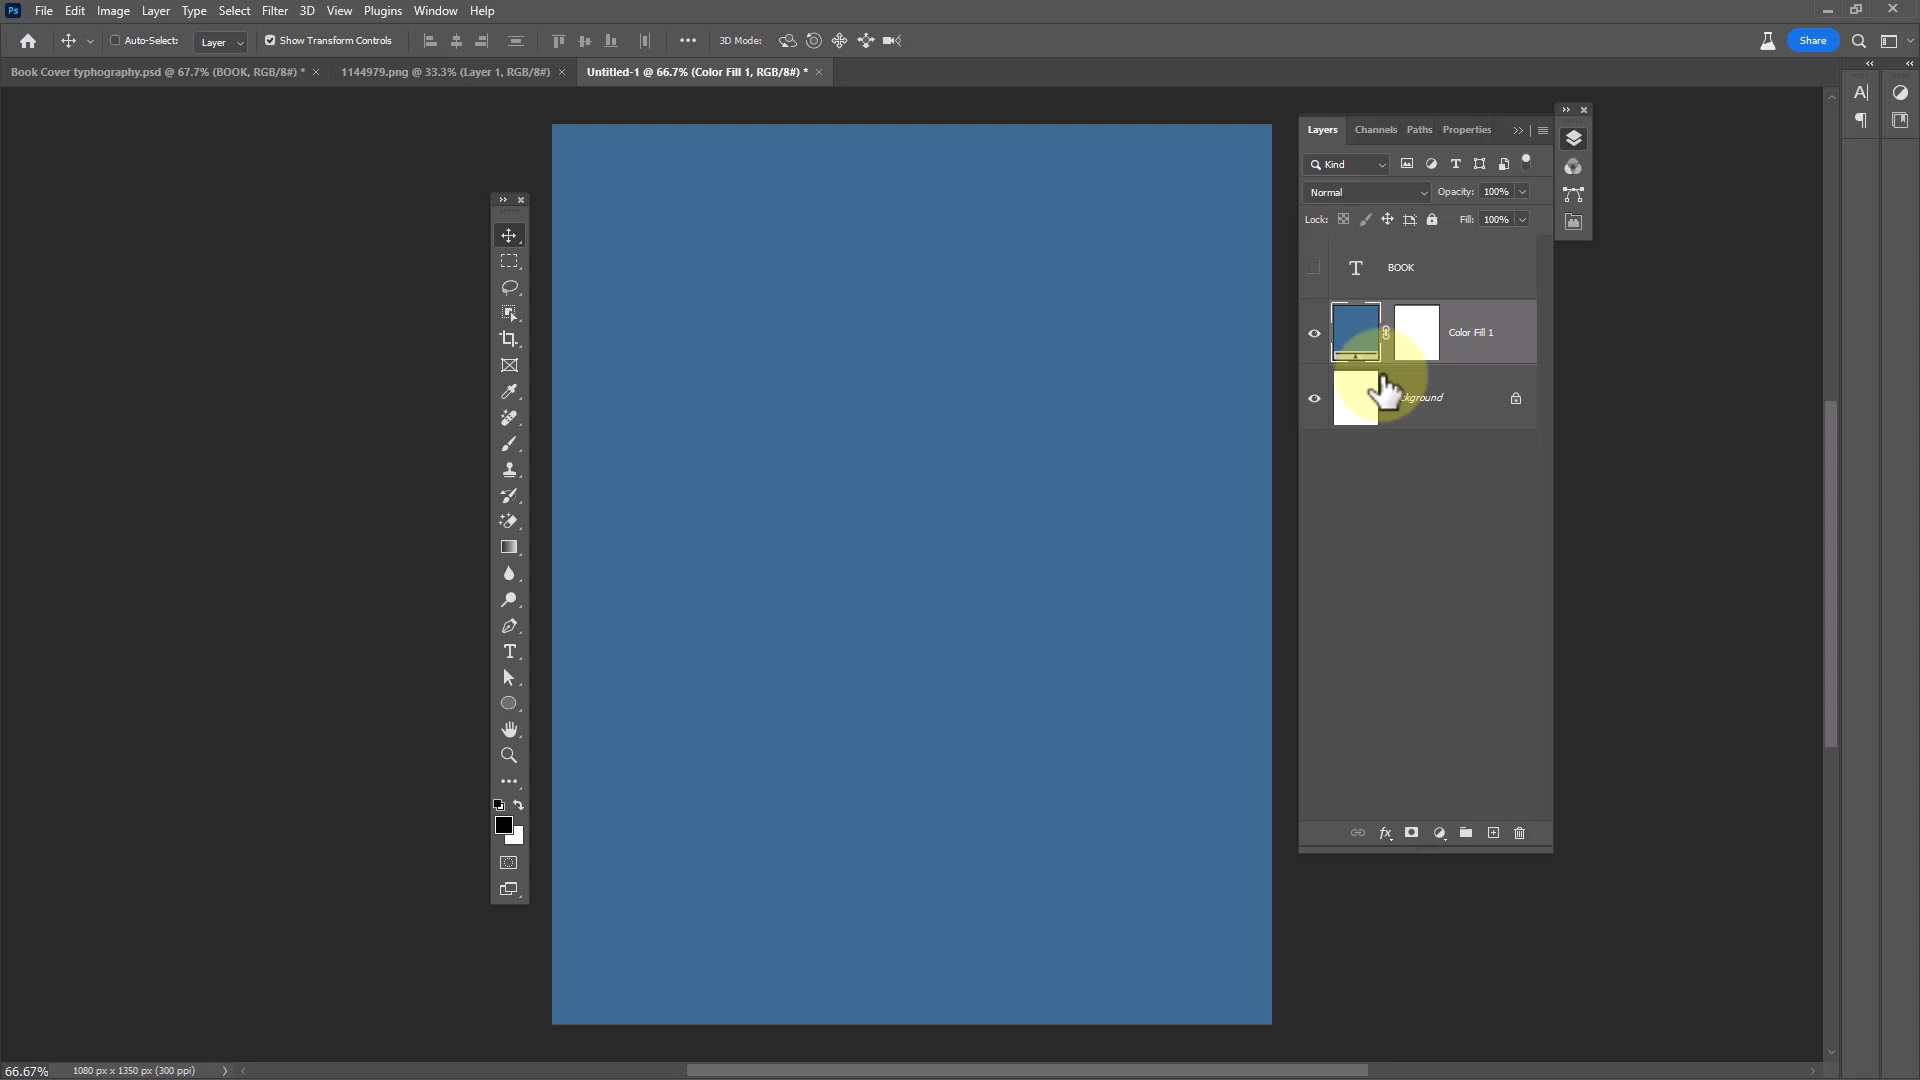 Ps File Edit Image Layer Type Select Filter 3D View Plugins Window Help
Auto-Select: Layer Show Transform Controls ••• 3D Mode: Share
Book Cover typhography.psd @ 67.7% (BOOK, RGB/8#) * × 1144979.png @ 33.3% (Layer 1, RGB/8#) × Untitled-1 @ 66.7% (Color Fill 1, RGB/8#) * ×
Layers Channels Paths Properties
Kind
Normal Opacity: 100%
Lock: Fill: 100%
T BOOK
Color Fill 1
fx
66.67% 1080 px x 1350 px (300 ppi)